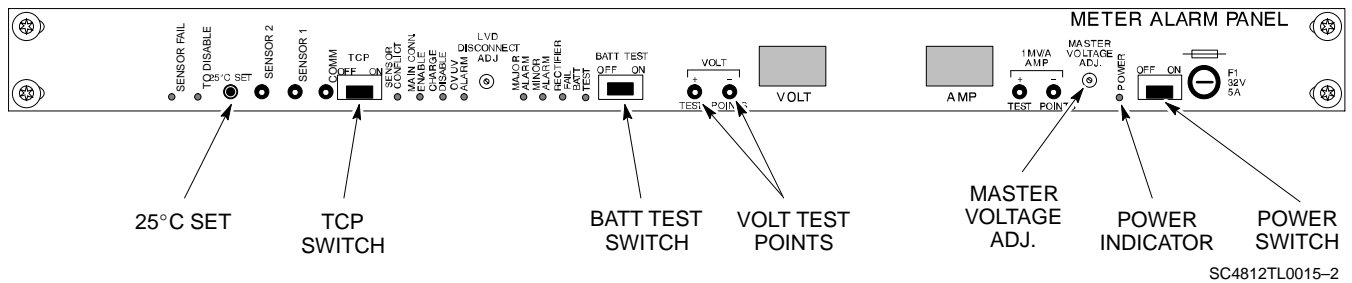 METER ALARM PANEL
SENSOR FAIL
TO DISABLE
25°C SET
SENSOR 2
SENSOR 1
COMM
TCP
OFF ON
SENSOR
CONFLICT
MAIN CONN.
ENABLE
CHARGE
DISABLE
OV UV
ALARM
LVD
DISCONNECT
ADJ
MAJOR
ALARM
MINOR
ALARM
RECTIFIER
FAIL
BATT
TEST
BATT TEST
OFF ON
VOLT
+ -
TEST POINTS
VOLT
AMP
1MV/A
AMP
+ -
TEST POINTS
MASTER
VOLTAGE
ADJ.
POWER
OFF ON
F1
32V
5A
25°C SET
TCP
SWITCH
BATT TEST
SWITCH
VOLT TEST
POINTS
MASTER
VOLTAGE
ADJ.
POWER
INDICATOR
POWER
SWITCH
SC4812TL0015–2